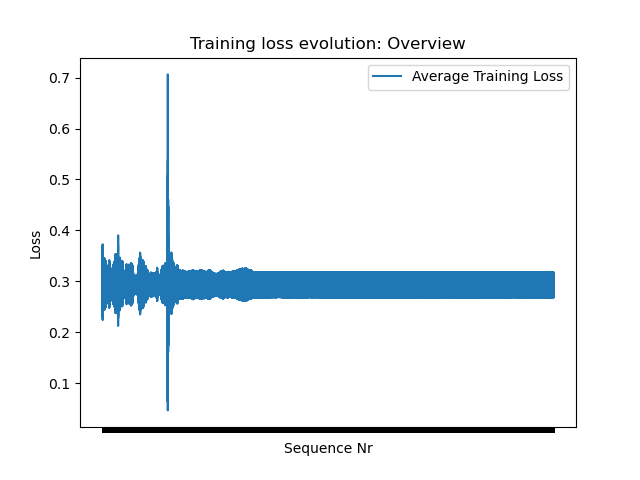 Training loss evolution: Overview
Average Training Loss
0.7
0.6
0.5
0.4
0.3
0.2
0.1
Loss
Sequence Nr